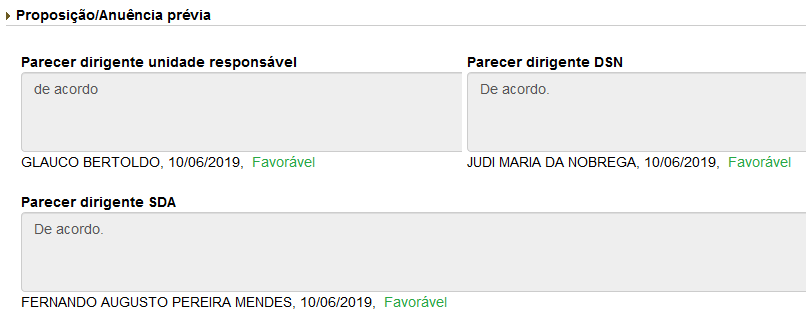 Proposição/Anuência prévia
Parecer dirigente unidade responsável
de acordo
GLAUCO BERTOLDO, 10/06/2019, Favorável
Parecer dirigente DSN
De acordo.
JUDI MARIA DA NOBREGA, 10/06/2019, Favorável
Parecer dirigente SDA
De acordo.
FERNANDO AUGUSTO PEREIRA MENDES, 10/06/2019, Favorável